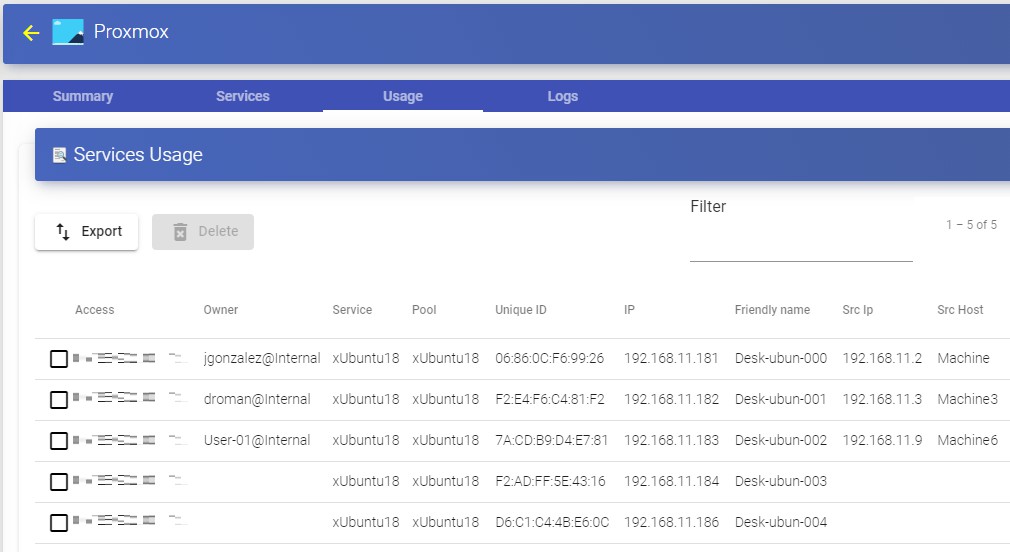 Proxmox
Summary Services Usage Logs
Services Usage
Export Delete Filter 1 – 5 of 5
Access Owner Service Pool Unique ID IP Friendly name Src Ip Src Host
jgonzalez@Internal xUbuntu18 xUbuntu18 06:86:0C:F6:99:26 192.168.11.181 Desk-ubun-000 192.168.11.2 Machine
droman@Internal xUbuntu18 xUbuntu18 F2:E4:F6:C4:81:F2 192.168.11.182 Desk-ubun-001 192.168.11.3 Machine3
User-01@Internal xUbuntu18 xUbuntu18 7A:CD:B9:D4:E7:81 192.168.11.183 Desk-ubun-002 192.168.11.9 Machine6
xUbuntu18 xUbuntu18 F2:AD:FF:5E:43:16 192.168.11.184 Desk-ubun-003
xUbuntu18 xUbuntu18 D6:C1:C4:4B:E6:0C 192.168.11.186 Desk-ubun-004